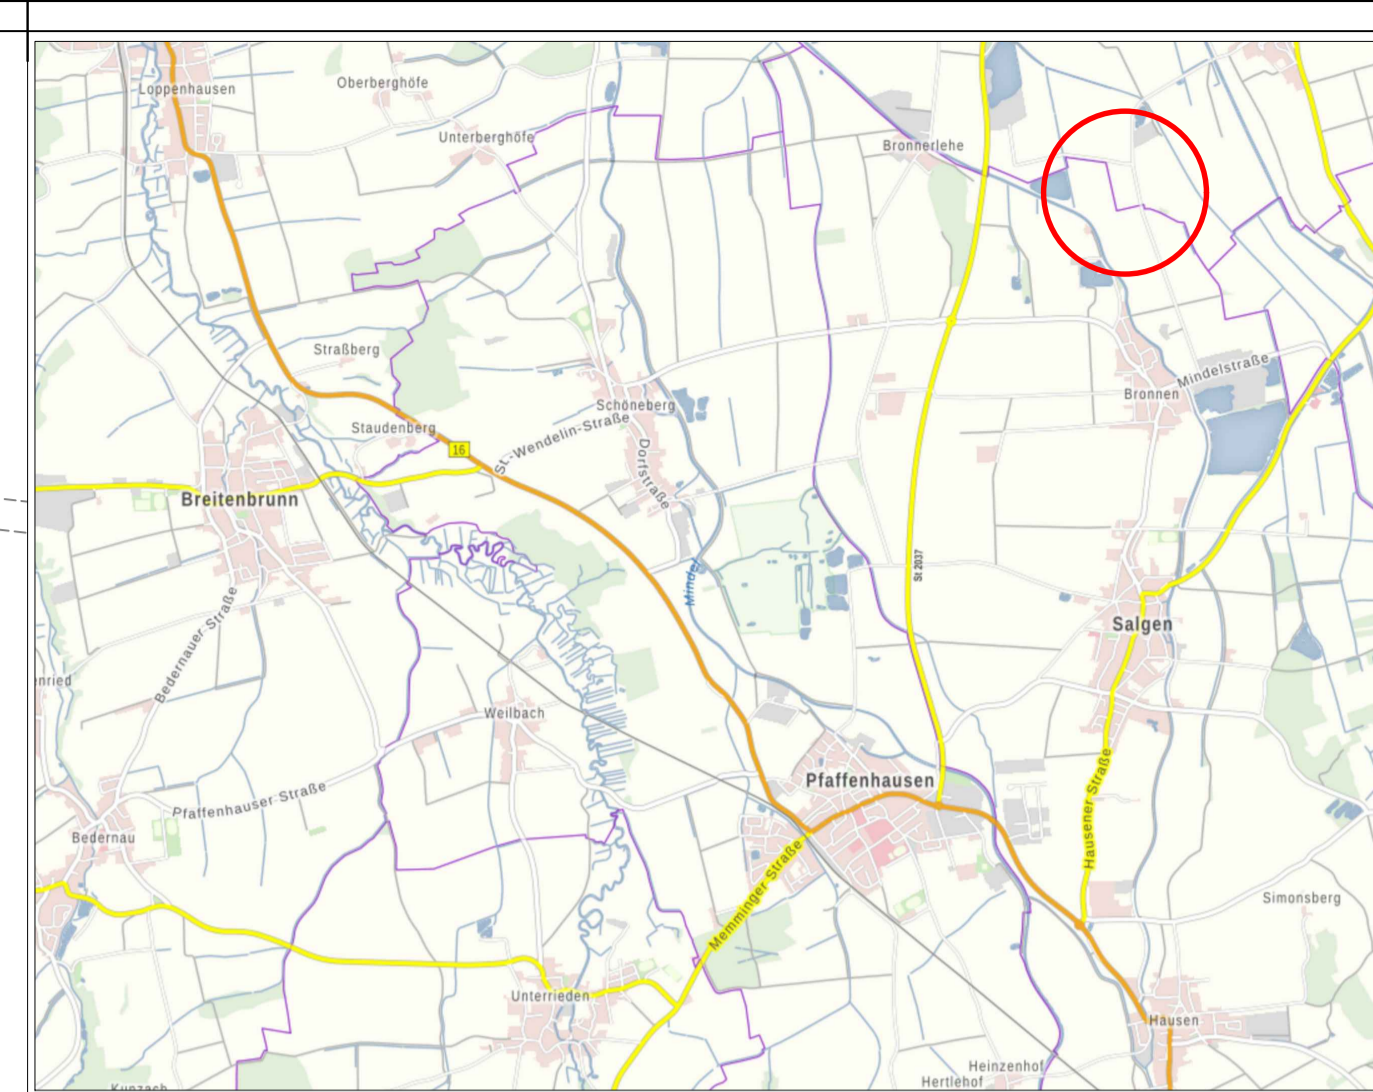 Loppenhausen
Oberberghöfe
Unterberghöfe
Bronnerlehe
Straßberg
Schöneberg
Mindelstraße
Bronnen
Staudenberg
16
St.-Wendelin-Straße
Dorfstraße
Breitenbrunn
St 2037
Mindel
Bedernauer-Straße
Salgen
enried
Weilbach
Pfaffenhausen
Pfaffenhauser-Straße
Hausener-Straße
Bedernau
Memminger-Straße
Simonsberg
Unterrieden
Hausen
Heinzenhof
Hertlehof